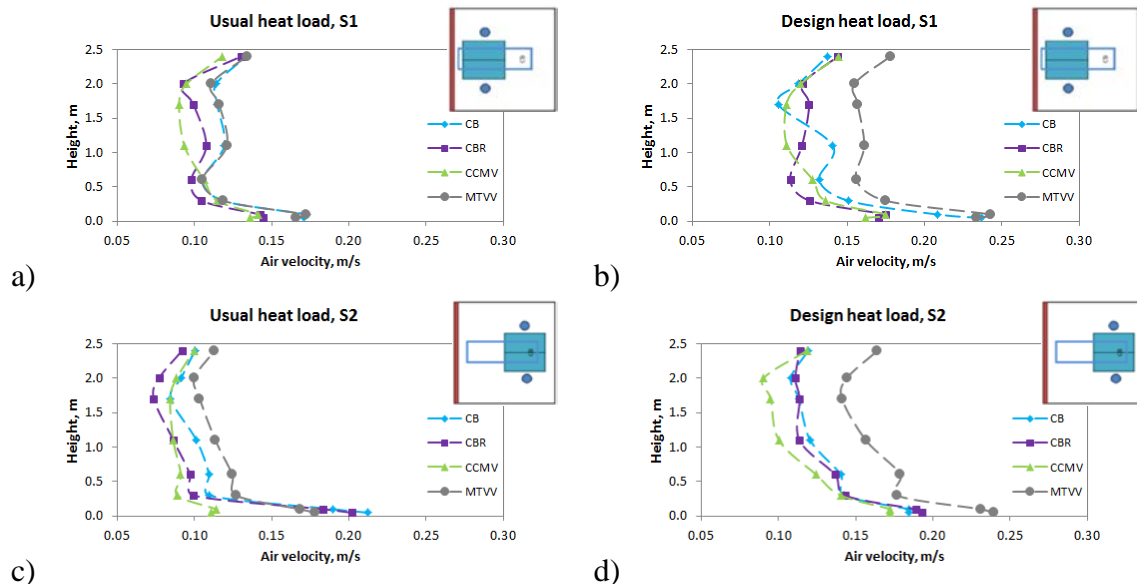 Usual heat load, S1
2.5
2.0
1.5
1.0
0.5
0.0
Height, m
0.05 0.10 0.15 0.20 0.25 0.30
Air velocity, m/s
CB
CBR
CCMV
MTVV
a)
Design heat load, S1
2.5
2.0
1.5
1.0
0.5
0.0
Height, m
0.05 0.10 0.15 0.20 0.25 0.30
Air velocity, m/s
CB
CBR
CCMV
MTVV
b)
Usual heat load, S2
2.5
2.0
1.5
1.0
0.5
0.0
Height, m
0.05 0.10 0.15 0.20 0.25 0.30
Air velocity, m/s
CB
CBR
CCMV
MTVV
c)
Design heat load, S2
2.5
2.0
1.5
1.0
0.5
0.0
Height, m
0.05 0.10 0.15 0.20 0.25 0.30
Air velocity, m/s
CB
CBR
CCMV
MTVV
d)